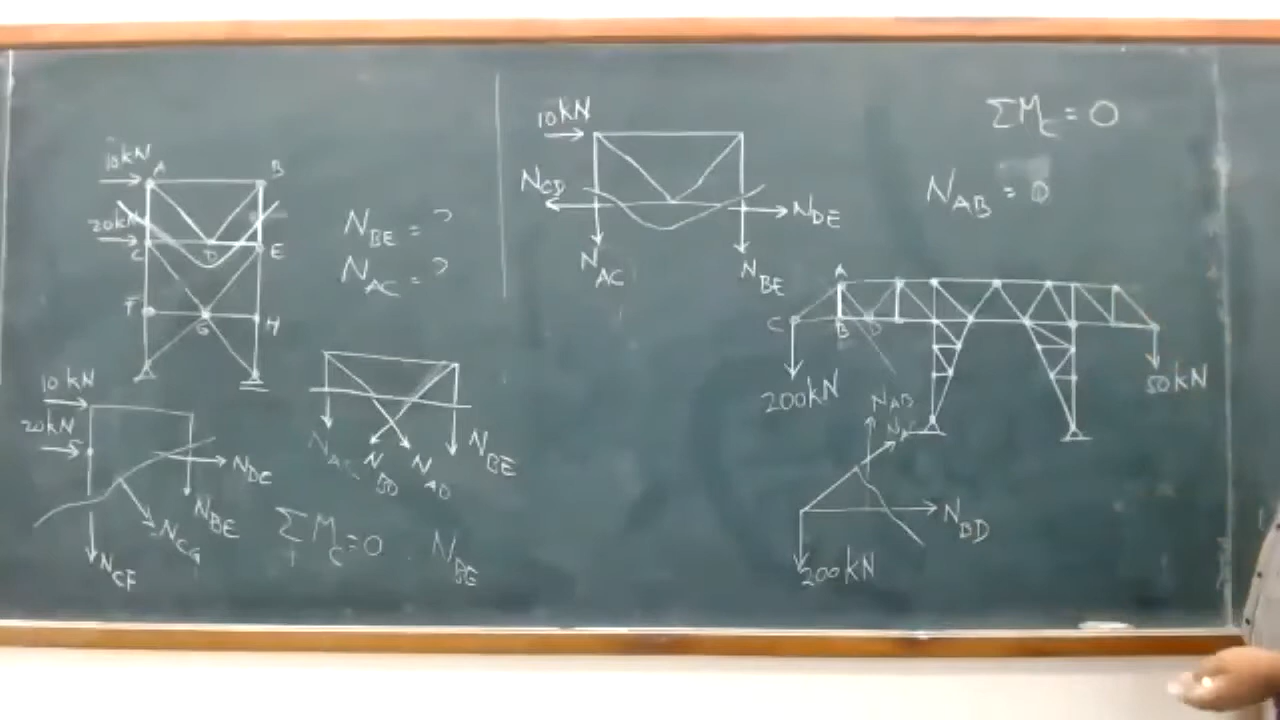 10kN
A
B
20kN
C
D
E
F
G
H
N_BE = ?
N_AC = ?
10 kN
20kN
N_DE
N_BE
N_CG
N_CF
N_AC
N_BD
N_AD
N_BE
ΣM_C=0
N_BE
10kN
N_CD
N_DE
N_AC
N_BE
ΣM_C=0
N_AB = 0
A
C
B
D
200kN
50kN
N_AB
N_BD
200kN